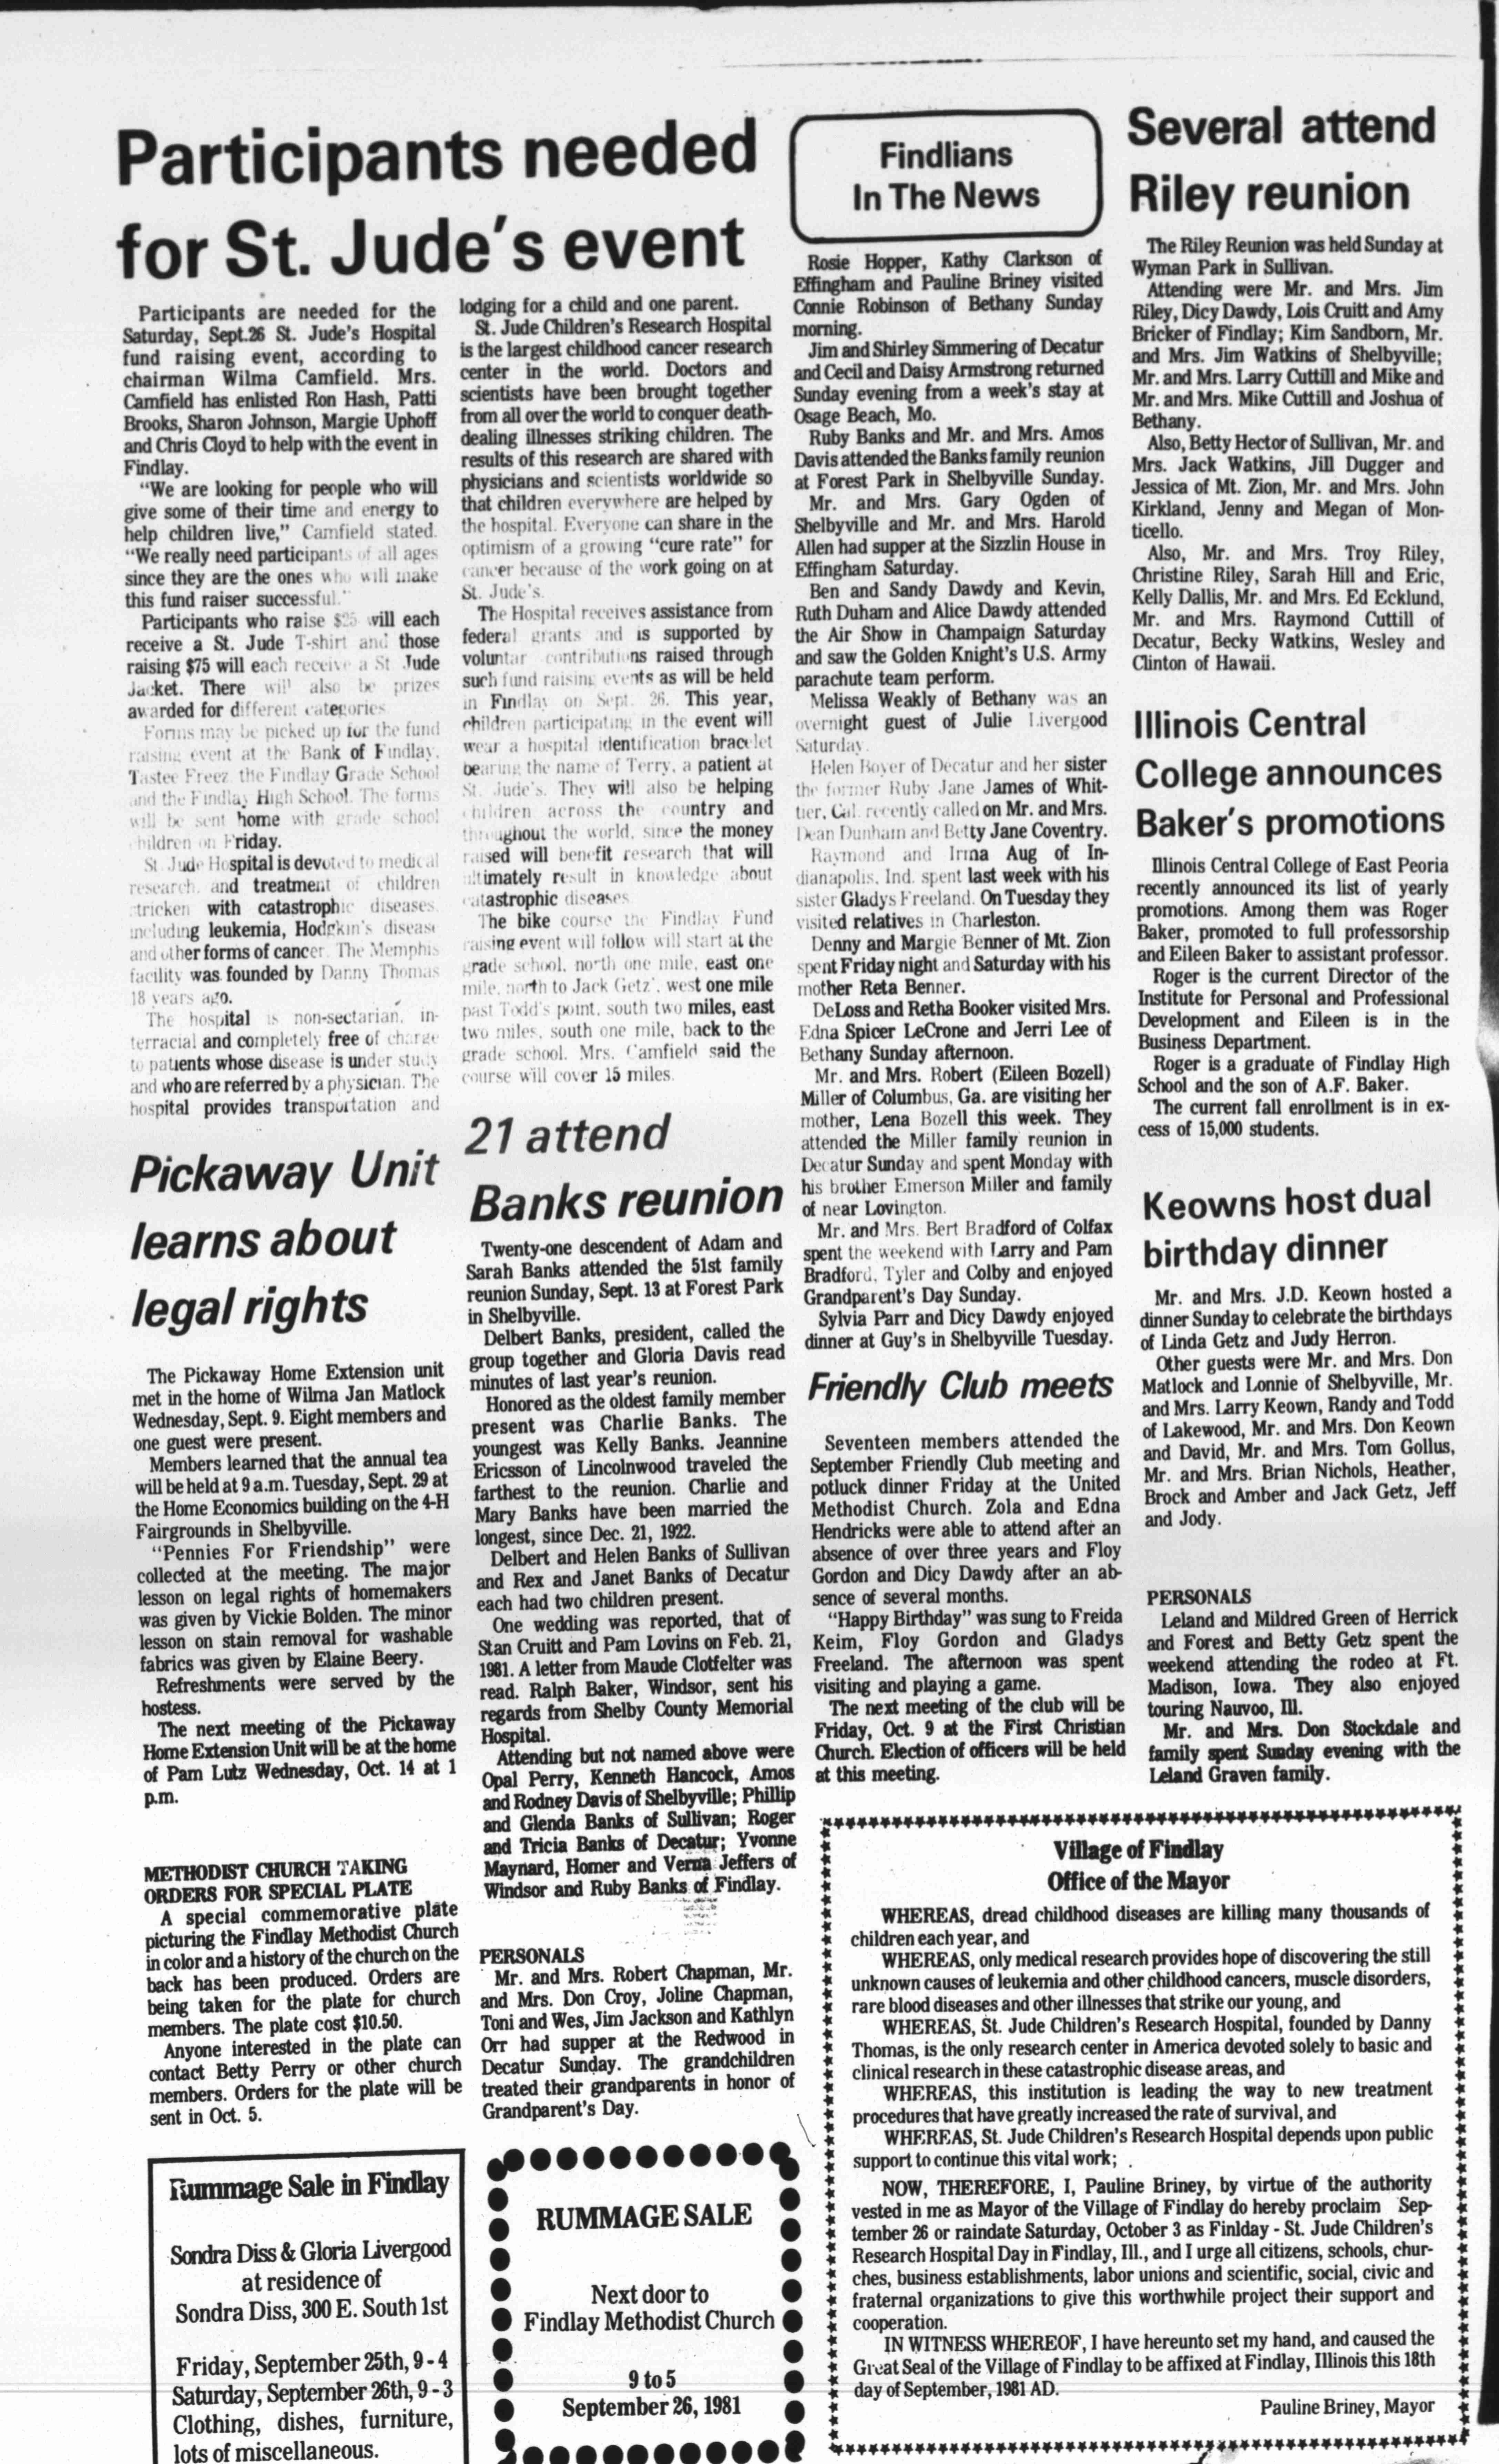 Participants needed
for St. Jude's event
Participants are needed for the
Saturday, Sept.26 St. Jude's Hospital
fund raising event, according to
chairman Wilma Camfield. Mrs.
Camfield has enlisted Ron Hash, Patti
Brooks, Sharon Johnson, Margie Uphoff
and Chris Cloyd to help with the event in
Findlay.
"We are looking for people who will
give some of their time and energy to
help children live," Camfield stated.
"We really need participants of all ages
since they are the ones who will make
this fund raiser successful."
Participants who raise $25 will each
receive a St. Jude T-shirt and those
raising $75 will each receive a St Jude
Jacket. There will also be prizes
awarded for different categories
Forms may be picked up for the fund
raising event at the Bank of Findlay,
Tastee Freez, the Findlay Grade School
and the Findlay High School. The forms
will be sent home with grade school
children on Friday.
St. Jude Hospital is devoted to medical
research, and treatment of children
stricken with catastrophic diseases,
including leukemia, Hodgkin's disease
and other forms of cancer. The Memphis
facility was founded by Danny Thomas
18 years ago.
The hospital is non-sectarian, in-
terracial and completely free of charge
to patients whose disease is under study
and who are referred by a physician. The
hospital provides transportation and
lodging for a child and one parent.
St. Jude Children's Research Hospital
is the largest childhood cancer research
center in the world. Doctors and
scientists have been brought together
from all over the world to conquer death-
dealing illnesses striking children. The
results of this research are shared with
physicians and scientists worldwide so
that children everywhere are helped by
the hospital. Everyone can share in the
optimism of a growing "cure rate" for
cancer because of the work going on at
St. Jude's.
The Hospital receives assistance from
federal grants and is supported by
voluntar contributions raised through
such fund raising events as will be held
in Findlay on Sept. 26. This year,
children participating in the event will
wear a hospital identification bracelet
bearing the name of Terry, a patient at
St. Jude's. They will also be helping
children across the country and
throughout the world, since the money
raised will benefit research that will
ultimately result in knowledge about
catastrophic diseases
The bike course the Findlay Fund
raising event will follow will start at the
grade school, north one mile, east one
mile, north to Jack Getz', west one mile
past Todd's point, south two miles, east
two miles, south one mile, back to the
grade school. Mrs. Camfield said the
course will cover 15 miles.
Pickaway Unit
learns about
legal rights
The Pickaway Home Extension unit
met in the home of Wilma Jan Matlock
Wednesday, Sept. 9. Eight members and
one guest were present.
Members learned that the annual tea
will be held at 9 a.m. Tuesday, Sept. 29 at
the Home Economics building on the 4-H
Fairgrounds in Shelbyville.
"Pennies For Friendship" were
collected at the meeting. The major
lesson on legal rights of homemakers
was given by Vickie Bolden. The minor
lesson on stain removal for washable
fabrics was given by Elaine Beery.
Refreshments were served by the
hostess.
The next meeting of the Pickaway
Home Extension Unit will be at the home
of Pam Lutz Wednesday, Oct. 14 at 1
p.m.
METHODIST CHURCH TAKING
ORDERS FOR SPECIAL PLATE
A special commemorative plate
picturing the Findlay Methodist Church
in color and a history of the church on the
back has been produced. Orders are
being taken for the plate for church
members. The plate cost $10.50.
Anyone interested in the plate can
contact Betty Perry or other church
members. Orders for the plate will be
sent in Oct. 5.
Rummage Sale in Findlay
Sondra Diss & Gloria Livergood
at residence of
Sondra Diss, 300 E. South 1st
Friday, September 25th, 9 - 4
Saturday, September 26th, 9 - 3
Clothing, dishes, furniture,
lots of miscellaneous.
21 attend
Banks reunion
Twenty-one descendent of Adam and
Sarah Banks attended the 51st family
reunion Sunday, Sept. 13 at Forest Park
in Shelbyville.
Delbert Banks, president, called the
group together and Gloria Davis read
minutes of last year's reunion.
Honored as the oldest family member
present was Charlie Banks. The
youngest was Kelly Banks. Jeannine
Ericsson of Lincolnwood traveled the
farthest to the reunion. Charlie and
Mary Banks have been married the
longest, since Dec. 21, 1922.
Delbert and Helen Banks of Sullivan
and Rex and Janet Banks of Decatur
each had two children present.
One wedding was reported, that of
Stan Cruitt and Pam Lovins on Feb. 21,
1981. A letter from Maude Clotfelter was
read. Ralph Baker, Windsor, sent his
regards from Shelby County Memorial
Hospital.
Attending but not named above were
Opal Perry, Kenneth Hancock, Amos
and Rodney Davis of Shelbyville; Phillip
and Glenda Banks of Sullivan; Roger
and Tricia Banks of Decatur; Yvonne
Maynard, Homer and Verna Jeffers of
Windsor and Ruby Banks of Findlay.
PERSONALS
Mr. and Mrs. Robert Chapman, Mr.
and Mrs. Don Croy, Joline Chapman,
Toni and Wes, Jim Jackson and Kathlyn
Orr had supper at the Redwood in
Decatur Sunday. The grandchildren
treated their grandparents in honor of
Grandparent's Day.
RUMMAGE SALE
Next door to
Findlay Methodist Church
9 to 5
September 26, 1981
Findlians
In The News
Rosie Hopper, Kathy Clarkson of
Effingham and Pauline Briney visited
Connie Robinson of Bethany Sunday
morning.
Jim and Shirley Simmering of Decatur
and Cecil and Daisy Armstrong returned
Sunday evening from a week's stay at
Osage Beach, Mo.
Ruby Banks and Mr. and Mrs. Amos
Davis attended the Banks family reunion
at Forest Park in Shelbyville Sunday.
Mr. and Mrs. Gary Ogden of
Shelbyville and Mr. and Mrs. Harold
Allen had supper at the Sizzlin House in
Effingham Saturday.
Ben and Sandy Dawdy and Kevin,
Ruth Duham and Alice Dawdy attended
the Air Show in Champaign Saturday
and saw the Golden Knight's U.S. Army
parachute team perform.
Melissa Weakly of Bethany was an
overnight guest of Julie Livergood
Saturday.
Helen Boyer of Decatur and her sister
the former Ruby Jane James of Whit-
tier, Cal. recently called on Mr. and Mrs.
Dean Dunham and Betty Jane Coventry.
Raymond and Irma Aug of In-
dianapolis, Ind. spent last week with his
sister Gladys Freeland. On Tuesday they
visited relatives in Charleston.
Denny and Margie Benner of Mt. Zion
spent Friday night and Saturday with his
mother Reta Benner.
DeLoss and Retha Booker visited Mrs.
Edna Spicer LeCrone and Jerri Lee of
Bethany Sunday afternoon.
Mr. and Mrs. Robert (Eileen Bozell)
Miller of Columbus, Ga. are visiting her
mother, Lena Bozell this week. They
attended the Miller family reunion in
Decatur Sunday and spent Monday with
his brother Emerson Miller and family
of near Lovington.
Mr. and Mrs. Bert Bradford of Colfax
spent the weekend with Larry and Pam
Bradford, Tyler and Colby and enjoyed
Grandparent's Day Sunday.
Sylvia Parr and Dicy Dawdy enjoyed
dinner at Guy's in Shelbyville Tuesday.
Friendly Club meets
Seventeen members attended the
September Friendly Club meeting and
potluck dinner Friday at the United
Methodist Church. Zola and Edna
Hendricks were able to attend after an
absence of over three years and Floy
Gordon and Dicy Dawdy after an ab-
sence of several months.
"Happy Birthday" was sung to Freida
Keim, Floy Gordon and Gladys
Freeland. The afternoon was spent
visiting and playing a game.
The next meeting of the club will be
Friday, Oct. 9 at the First Christian
Church. Election of officers will be held
at this meeting.
Several attend
Riley reunion
The Riley Reunion was held Sunday at
Wyman Park in Sullivan.
Attending were Mr. and Mrs. Jim
Riley, Dicy Dawdy, Lois Cruitt and Amy
Bricker of Findlay; Kim Sandborn, Mr.
and Mrs. Jim Watkins of Shelbyville;
Mr. and Mrs. Larry Cuttill and Mike and
Mr. and Mrs. Mike Cuttill and Joshua of
Bethany.
Also, Betty Hector of Sullivan, Mr. and
Mrs. Jack Watkins, Jill Dugger and
Jessica of Mt. Zion, Mr. and Mrs. John
Kirkland, Jenny and Megan of Mon-
ticello.
Also, Mr. and Mrs. Troy Riley,
Christine Riley, Sarah Hill and Eric,
Kelly Dallis, Mr. and Mrs. Ed Ecklund,
Mr. and Mrs. Raymond Cuttill of
Decatur, Becky Watkins, Wesley and
Clinton of Hawaii.
Illinois Central
College announces
Baker's promotions
Illinois Central College of East Peoria
recently announced its list of yearly
promotions. Among them was Roger
Baker, promoted to full professorship
and Eileen Baker to assistant professor.
Roger is the current Director of the
Institute for Personal and Professional
Development and Eileen is in the
Business Department.
Roger is a graduate of Findlay High
School and the son of A.F. Baker.
The current fall enrollment is in ex-
cess of 15,000 students.
Keowns host dual
birthday dinner
Mr. and Mrs. J.D. Keown hosted a
dinner Sunday to celebrate the birthdays
of Linda Getz and Judy Herron.
Other guests were Mr. and Mrs. Don
Matlock and Lonnie of Shelbyville, Mr.
and Mrs. Larry Keown, Randy and Todd
of Lakewood, Mr. and Mrs. Don Keown
and David, Mr. and Mrs. Tom Gollus,
Mr. and Mrs. Brian Nichols, Heather,
Brock and Amber and Jack Getz, Jeff
and Jody.
PERSONALS
Leland and Mildred Green of Herrick
and Forest and Betty Getz spent the
weekend attending the rodeo at Ft.
Madison, Iowa. They also enjoyed
touring Nauvoo, Ill.
Mr. and Mrs. Don Stockdale and
family spent Sunday evening with the
Leland Graven family.
Village of Findlay
Office of the Mayor
WHEREAS, dread childhood diseases are killing many thousands of
children each year, and
WHEREAS, only medical research provides hope of discovering the still
unknown causes of leukemia and other childhood cancers, muscle disorders,
rare blood diseases and other illnesses that strike our young, and
WHEREAS, St. Jude Children's Research Hospital, founded by Danny
Thomas, is the only research center in America devoted solely to basic and
clinical research in these catastrophic disease areas, and
WHEREAS, this institution is leading the way to new treatment
procedures that have greatly increased the rate of survival, and
WHEREAS, St. Jude Children's Research Hospital depends upon public
support to continue this vital work;
NOW, THEREFORE, I, Pauline Briney, by virtue of the authority
vested in me as Mayor of the Village of Findlay do hereby proclaim Sep-
tember 26 or raindate Saturday, October 3 as Finlday - St. Jude Children's
Research Hospital Day in Findlay, Ill., and I urge all citizens, schools, chur-
ches, business establishments, labor unions and scientific, social, civic and
fraternal organizations to give this worthwhile project their support and
cooperation.
IN WITNESS WHEREOF, I have hereunto set my hand, and caused the
Great Seal of the Village of Findlay to be affixed at Findlay, Illinois this 18th
day of September, 1981 AD.
Pauline Briney, Mayor